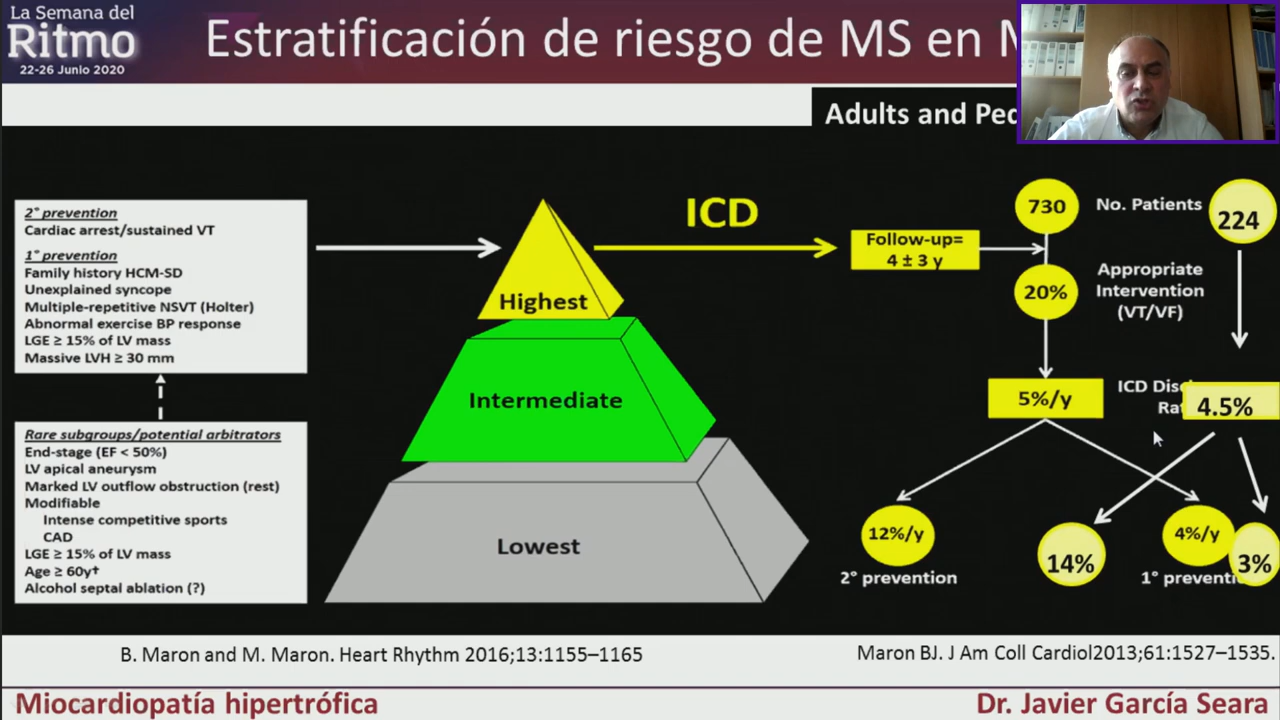 La Semana del
Ritmo
22-26 Junio 2020
Estratificación de riesgo de MS en
Adults and
2° prevention
Cardiac arrest/sustained VT
1° prevention
Family history HCM-SD
Unexplained syncope
Multiple-repetitive NSVT (Holter)
Abnormal exercise BP response
LGE ≥ 15% of LV mass
Massive LVH ≥ 30 mm
Rare subgroups/potential arbitrators
End-stage (EF < 50%)
LV apical aneurysm
Marked LV outflow obstruction (rest)
Modifiable
Intense competitive sports
CAD
LGE ≥ 15% of LV mass
Age ≥ 60y†
Alcohol septal ablation (?)
Highest
Intermediate
Lowest
ICD
Follow-up=
4 ± 3 y
730
No. Patients
224
20%
Appropriate
Intervention
(VT/VF)
5%/y
ICD
4.5%
12%/y
2° prevention
14%
4%/y
1°
3%
B. Maron and M. Maron. Heart Rhythm 2016;13:1155–1165
Maron BJ. J Am Coll Cardiol2013;61:1527–1535.
Miocardiopatía hipertrófica
Dr. Javier García Seara